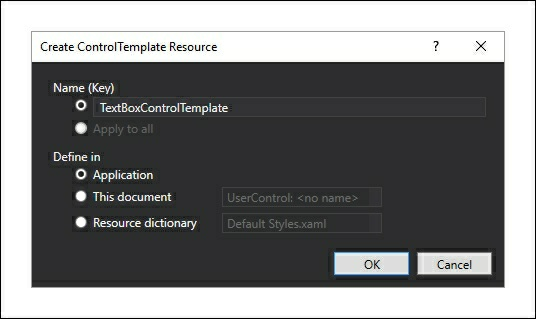 Create ControlTemplate Resource ?
Name (Key)
TextBoxControlTemplate
Apply to all
Define in
Application
This document UserControl: <no name>
Resource dictionary Default Styles.xaml
OK Cancel